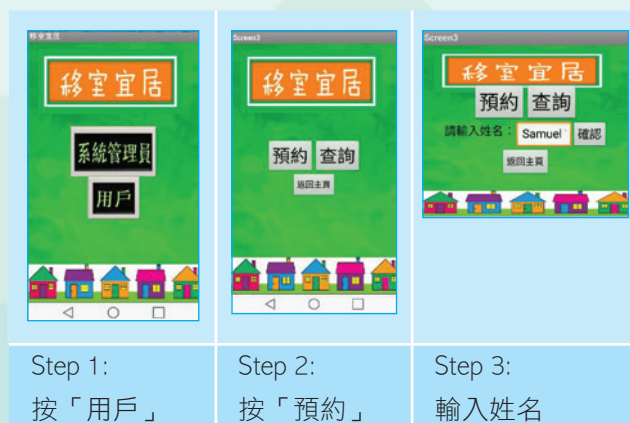 移室宜居
移室宜居
系統管理員
用戶
Screen3
移室宜居
預約 查詢
返回主頁
Screen3
移室宜居
預約 查詢
請輸入姓名： Samuel 確認
返回主頁
Step 1:
按「用戶」
Step 2:
按「預約」
Step 3:
輸入姓名